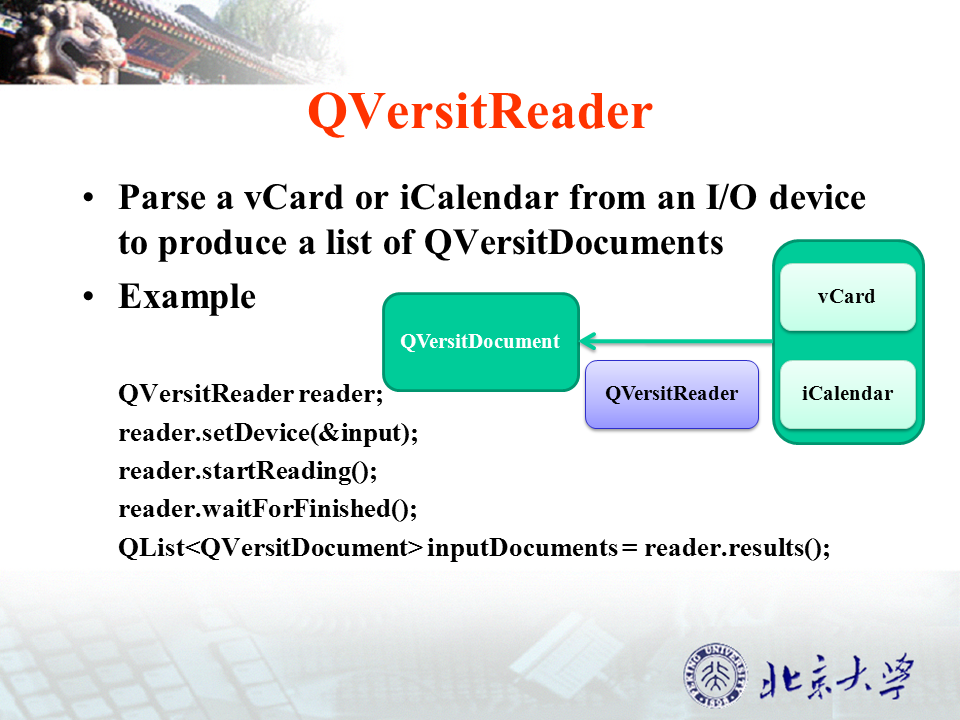 QVersitReader
• Parse a vCard or iCalendar from an I/O device
to produce a list of QVersitDocuments
• Example
vCard
QVersitDocument
QVersitReader
iCalendar
QVersitReader reader;
reader.setDevice(&input);
reader.startReading();
reader.waitForFinished();
QList<QVersitDocument> inputDocuments = reader.results();
PEKING UNIVERSITY
1898
北京大学